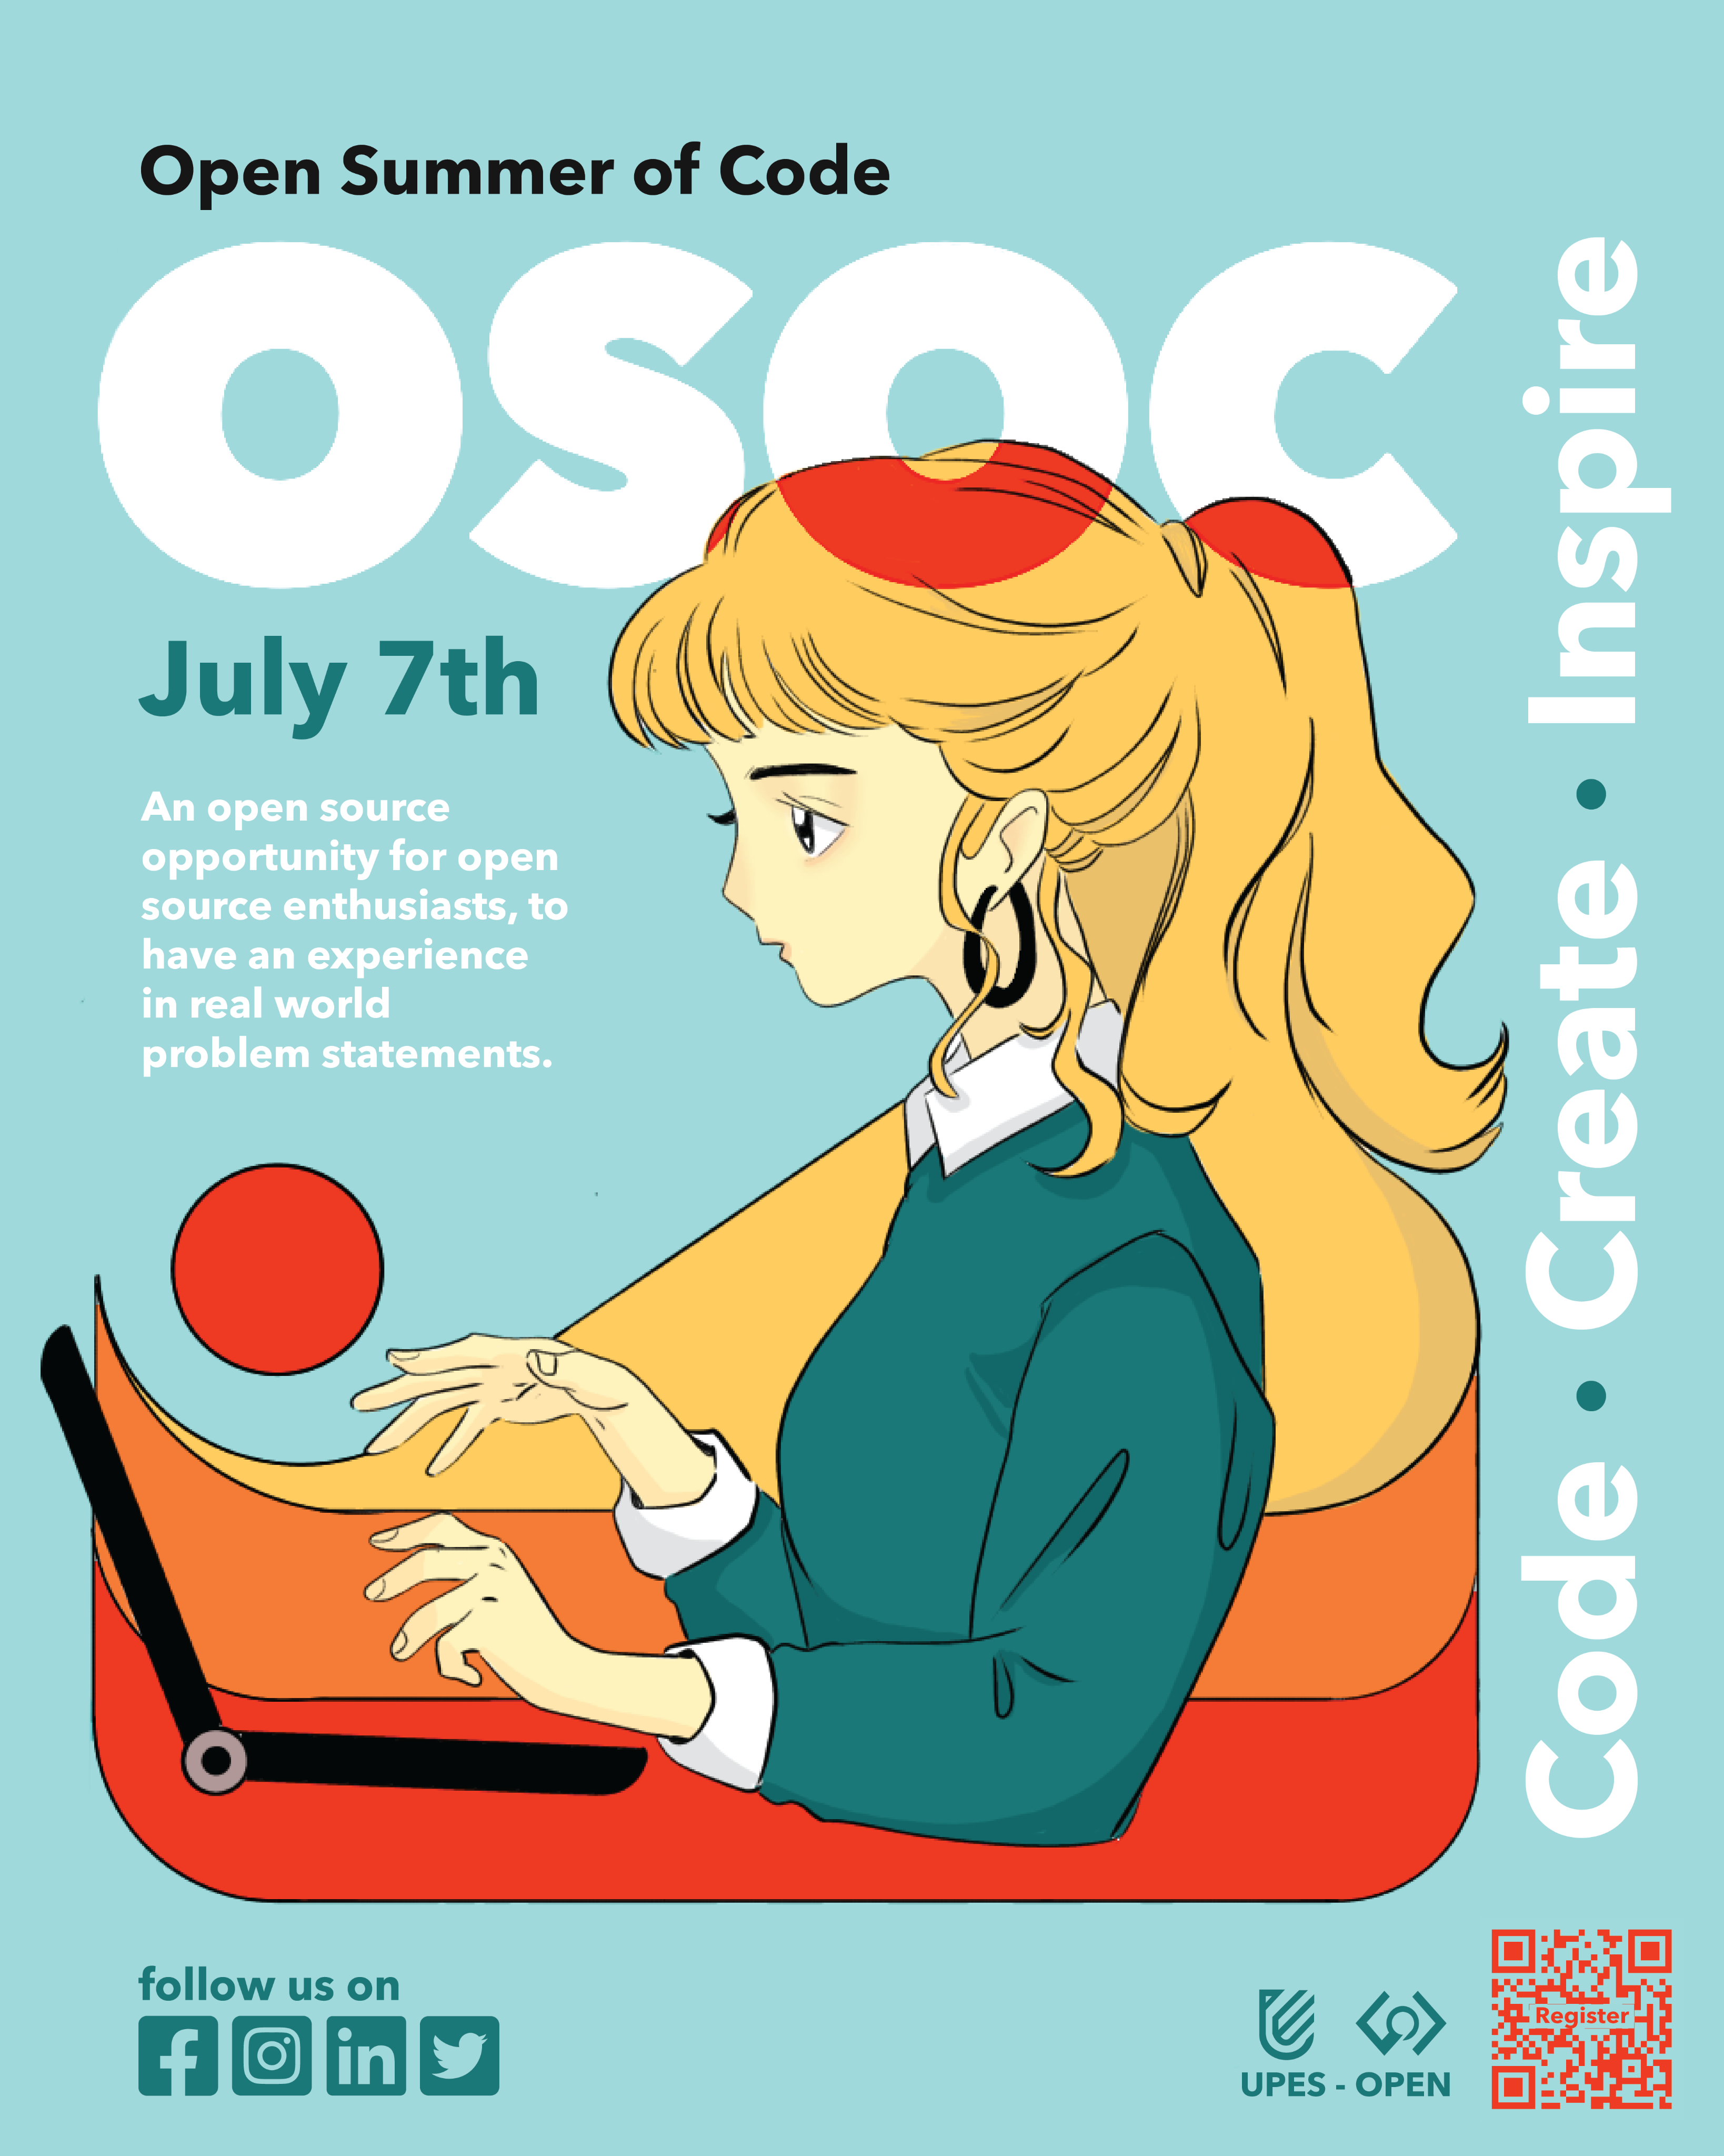 Open Summer of Code
OSOC
July 7th
An open source
opportunity for open
source enthusiasts, to
have an experience
in real world
problem statements.
Code • Create • Inspire
follow us on
f
in
UPES - OPEN
Register